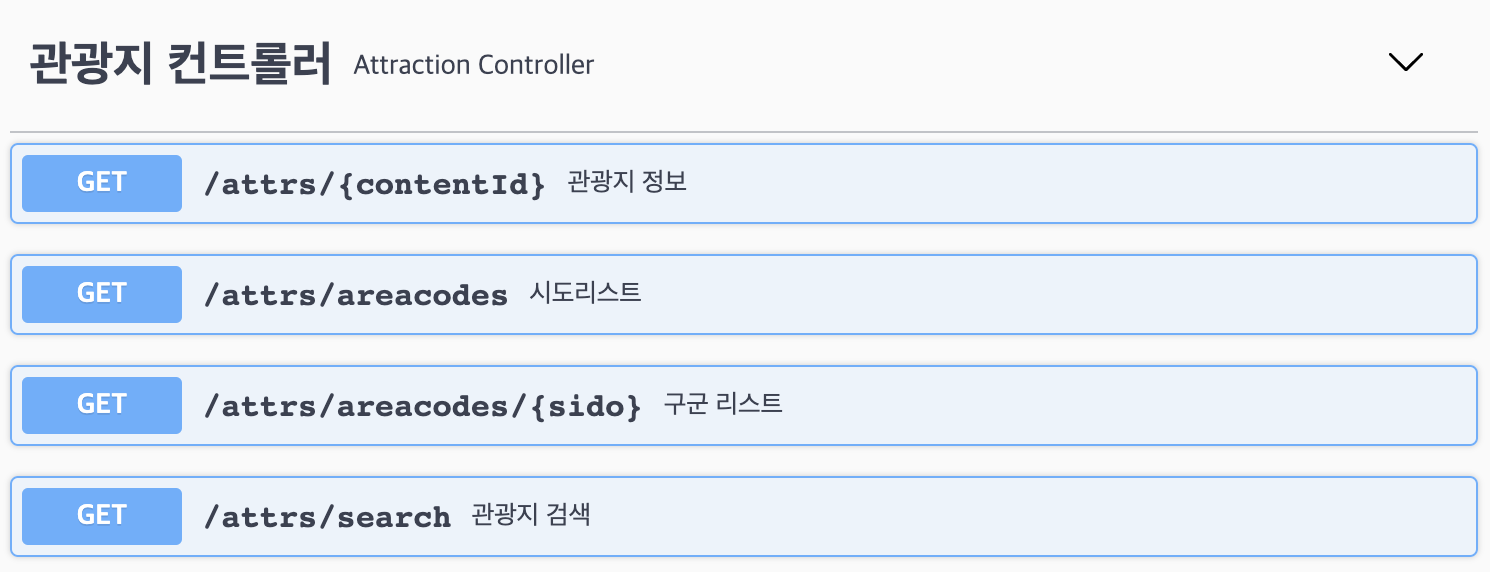 관광지 컨트롤러 Attraction Controller
GET /attrs/{contentId} 관광지 정보
GET /attrs/areacodes 시도리스트
GET /attrs/areacodes/{sido} 구군 리스트
GET /attrs/search 관광지 검색